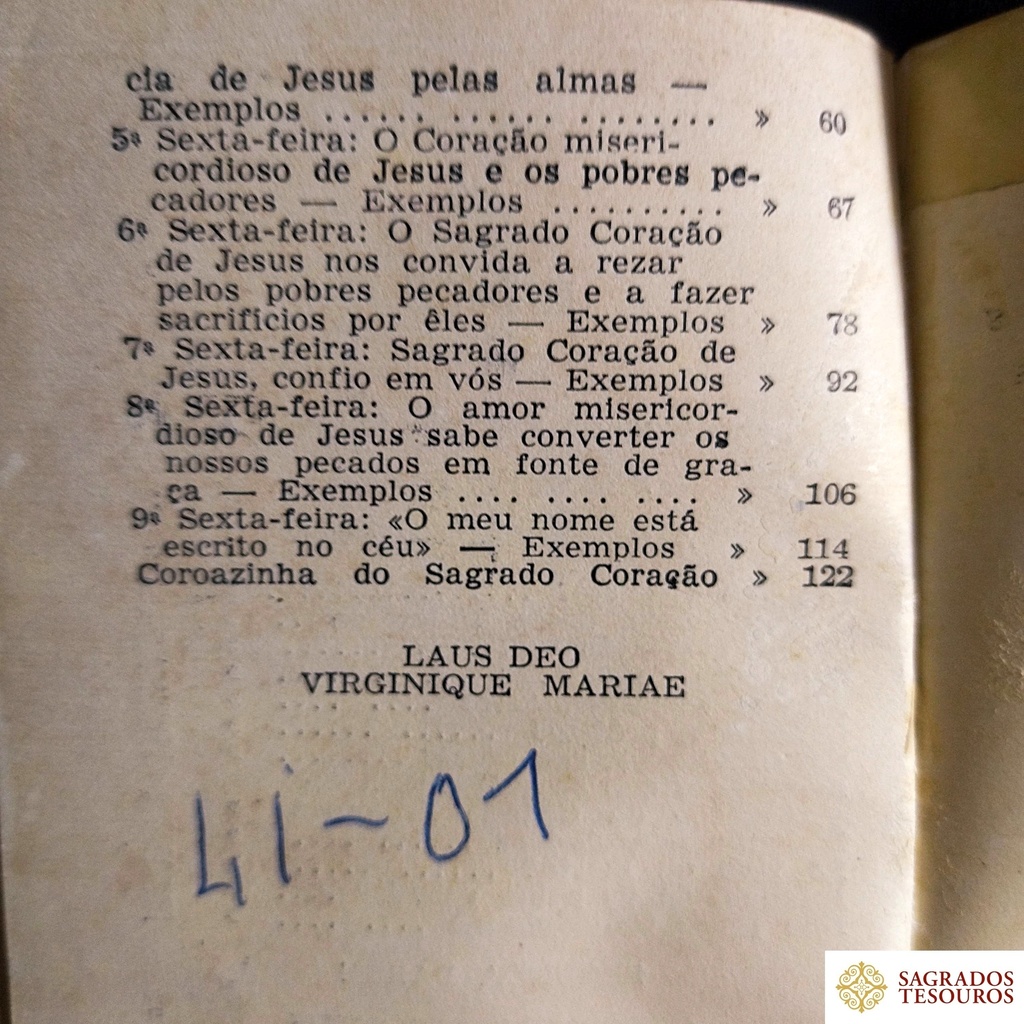 cia de Jesus pelas almas —
Exemplos ...... ...... ........ » 60
5ª Sexta-feira: O Coração miseri-
cordioso de Jesus e os pobres pe-
cadores — Exemplos .......... » 67
6ª Sexta-feira: O Sagrado Coração
de Jesus nos convida a rezar
pelos pobres pecadores e a fazer
sacrifícios por êles — Exemplos » 78
7ª Sexta-feira: Sagrado Coração de
Jesus, confio em vós — Exemplos » 92
8ª Sexta-feira: O amor misericor-
dioso de Jesus sabe converter os
nossos pecados em fonte de gra-
ça — Exemplos .... .... .... » 106
9ª Sexta-feira: «O meu nome está
escrito no céu» — Exemplos » 114
Coroazinha do Sagrado Coração » 122
LAUS DEO
VIRGINIQUE MARIAE
41-01
SAGRADOS
TESOUROS